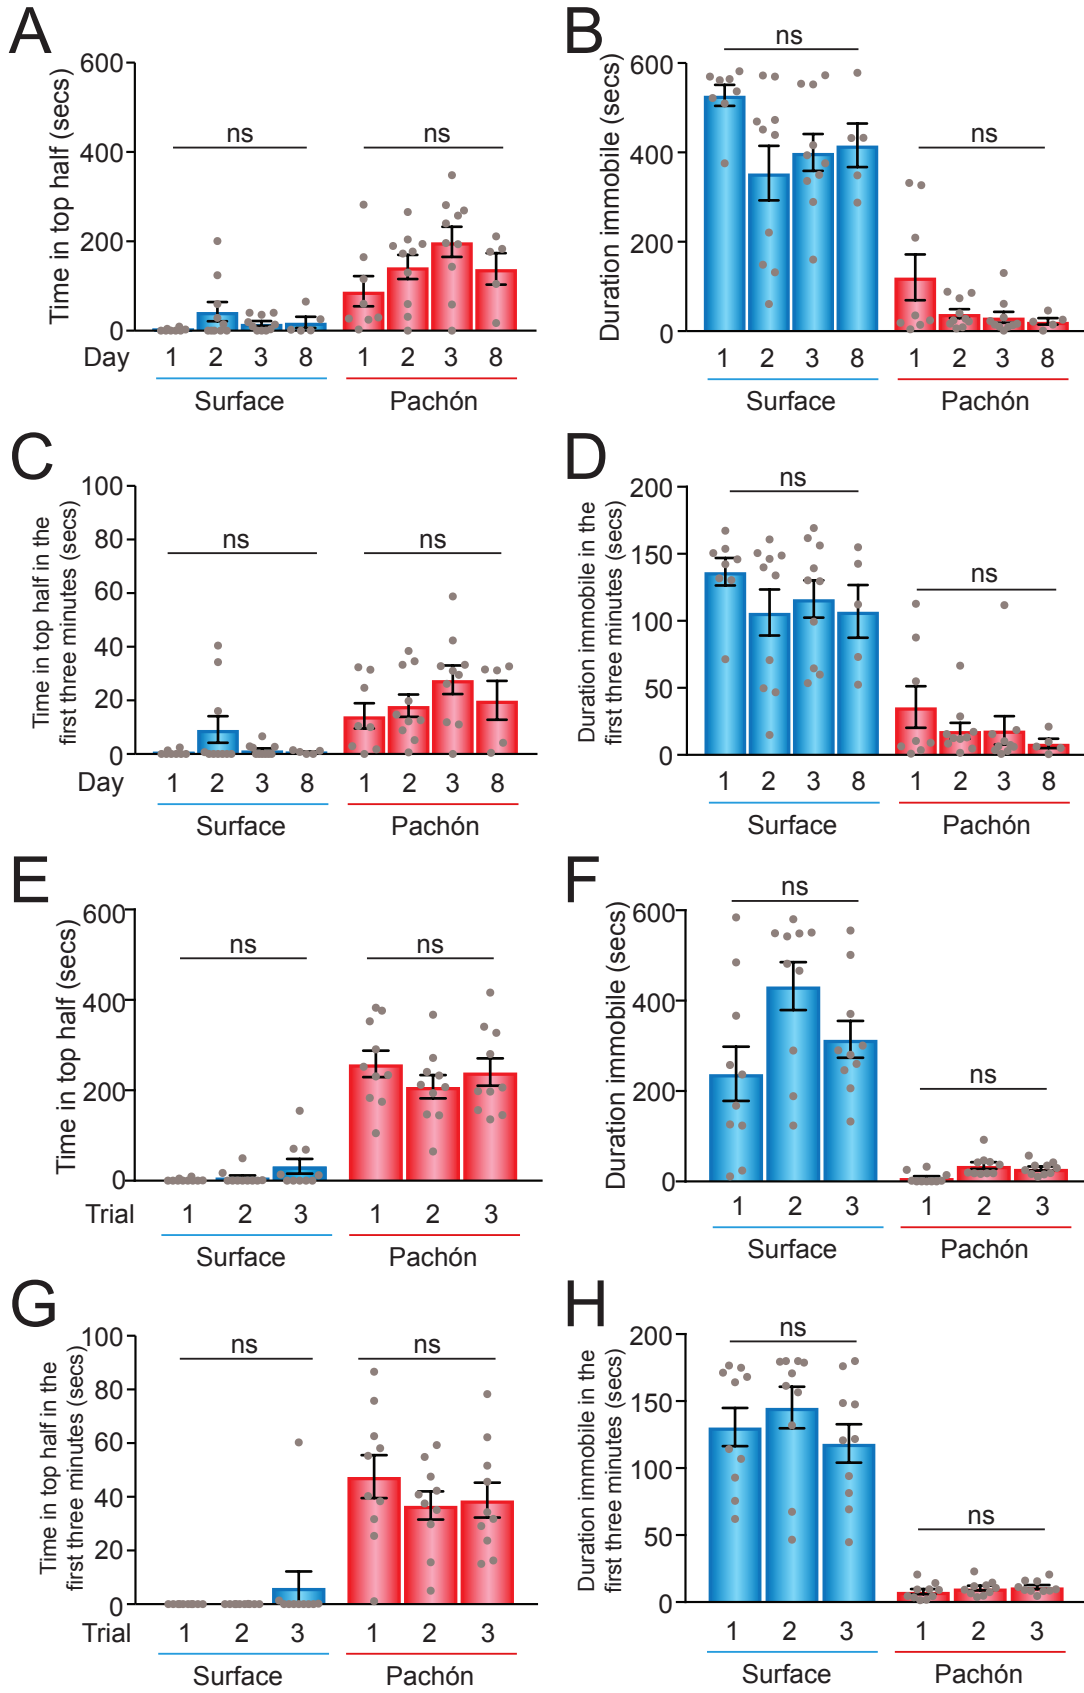 A
Time in top half (secs)
600
400
200
0
ns
ns
Day
1 2 3 8
1 2 3 8
Surface
Pachón
B
Duration immobile (secs)
600
400
200
0
ns
ns
1 2 3 8
1 2 3 8
Surface
Pachón
C
Time in top half in the
first three minutes (secs)
100
80
60
40
20
0
ns
ns
Day
1 2 3 8
1 2 3 8
Surface
Pachón
D
Duration immobile in the
first three minutes (secs)
200
150
100
50
0
ns
ns
1 2 3 8
1 2 3 8
Surface
Pachón
E
Time in top half (secs)
600
400
200
0
ns
ns
Trial
1 2 3
1 2 3
Surface
Pachón
F
Duration immobile (secs)
600
400
200
0
ns
ns
1 2 3
1 2 3
Surface
Pachón
G
Time in top half in the
first three minutes (secs)
100
80
60
40
20
0
ns
ns
Trial
1 2 3
1 2 3
Surface
Pachón
H
Duration immobile in the
first three minutes (secs)
200
150
100
50
0
ns
ns
1 2 3
1 2 3
Surface
Pachón